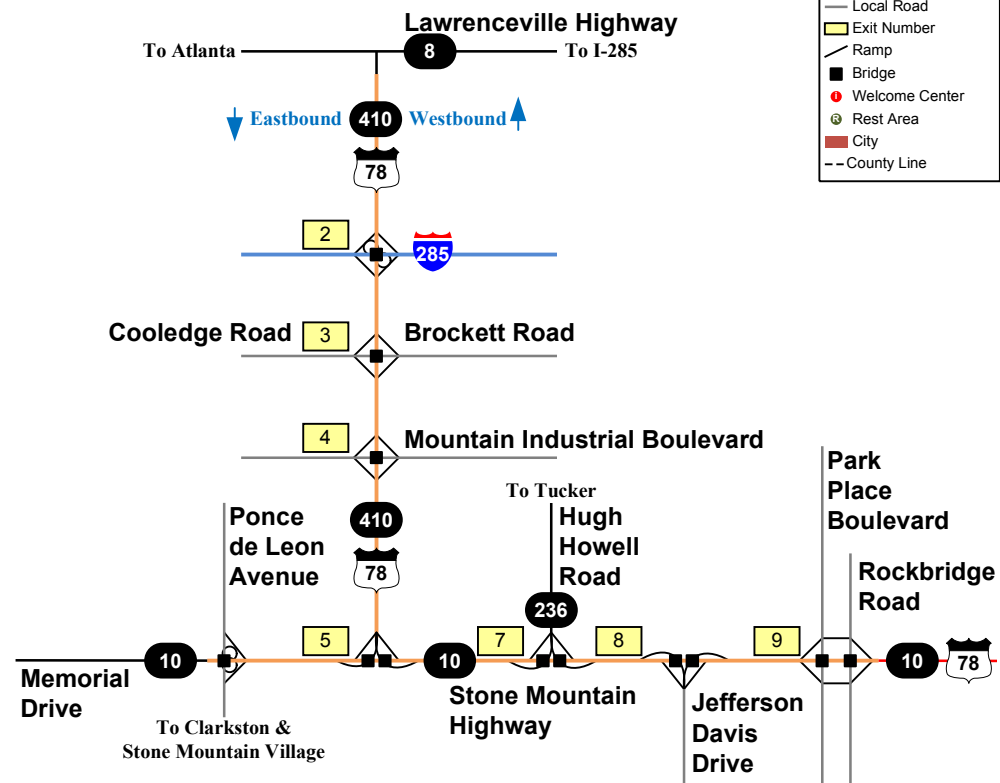 Local Road
Exit Number
Ramp
Bridge
i Welcome Center
R Rest Area
City
County Line
Lawrenceville Highway
To Atlanta
8
To I-285
Eastbound
410
Westbound
78
2
285
Cooledge Road
3
Brockett Road
4
Mountain Industrial Boulevard
Park
Place
Boulevard
To Tucker
Ponce
de Leon
Avenue
410
78
Hugh
Howell
Road
236
Rockbridge
Road
5
7
8
9
10
10
10
78
Memorial
Drive
Stone Mountain
Highway
Jefferson
Davis
Drive
To Clarkston &
Stone Mountain Village